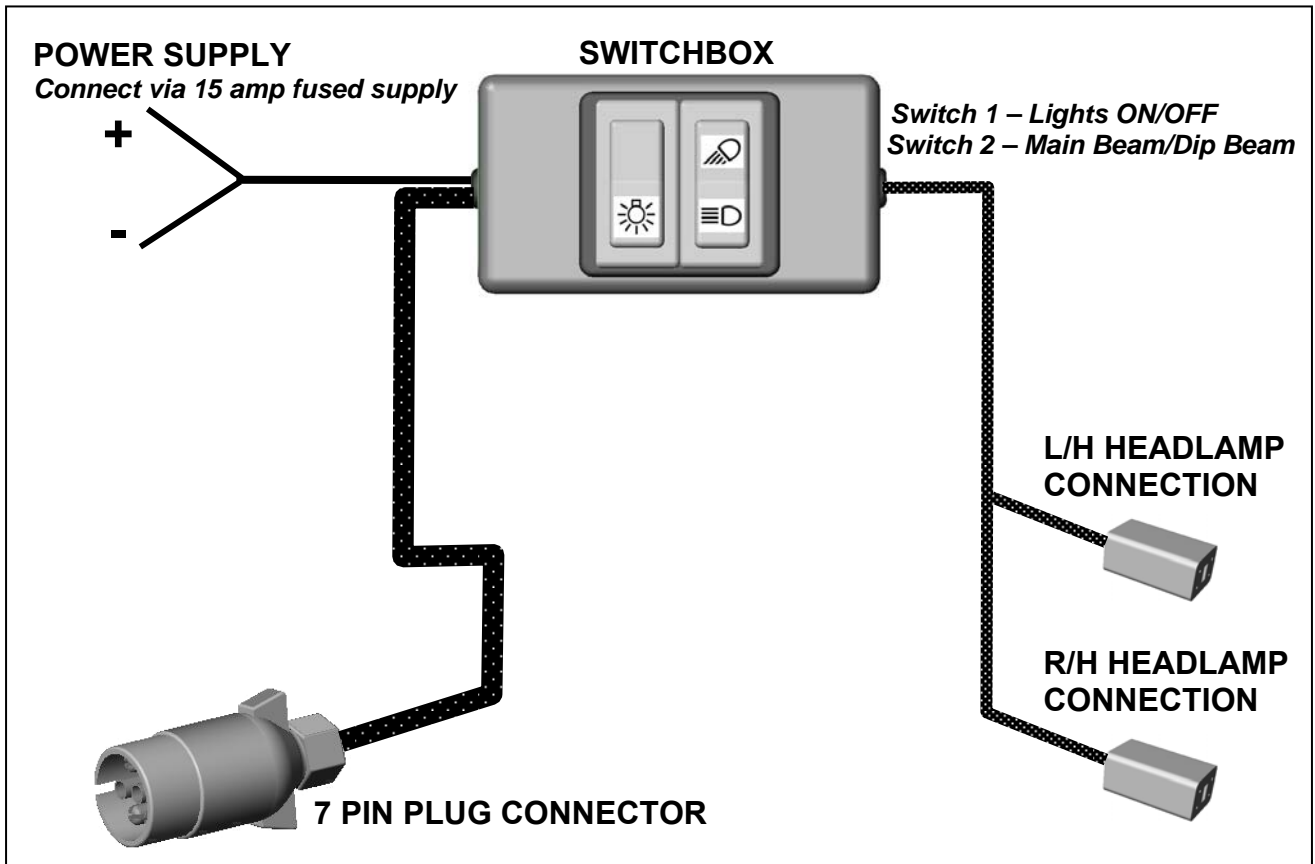 POWER SUPPLY
Connect via 15 amp fused supply
+
-
SWITCHBOX
Switch 1 – Lights ON/OFF
Switch 2 – Main Beam/Dip Beam
L/H HEADLAMP
CONNECTION
R/H HEADLAMP
CONNECTION
7 PIN PLUG CONNECTOR